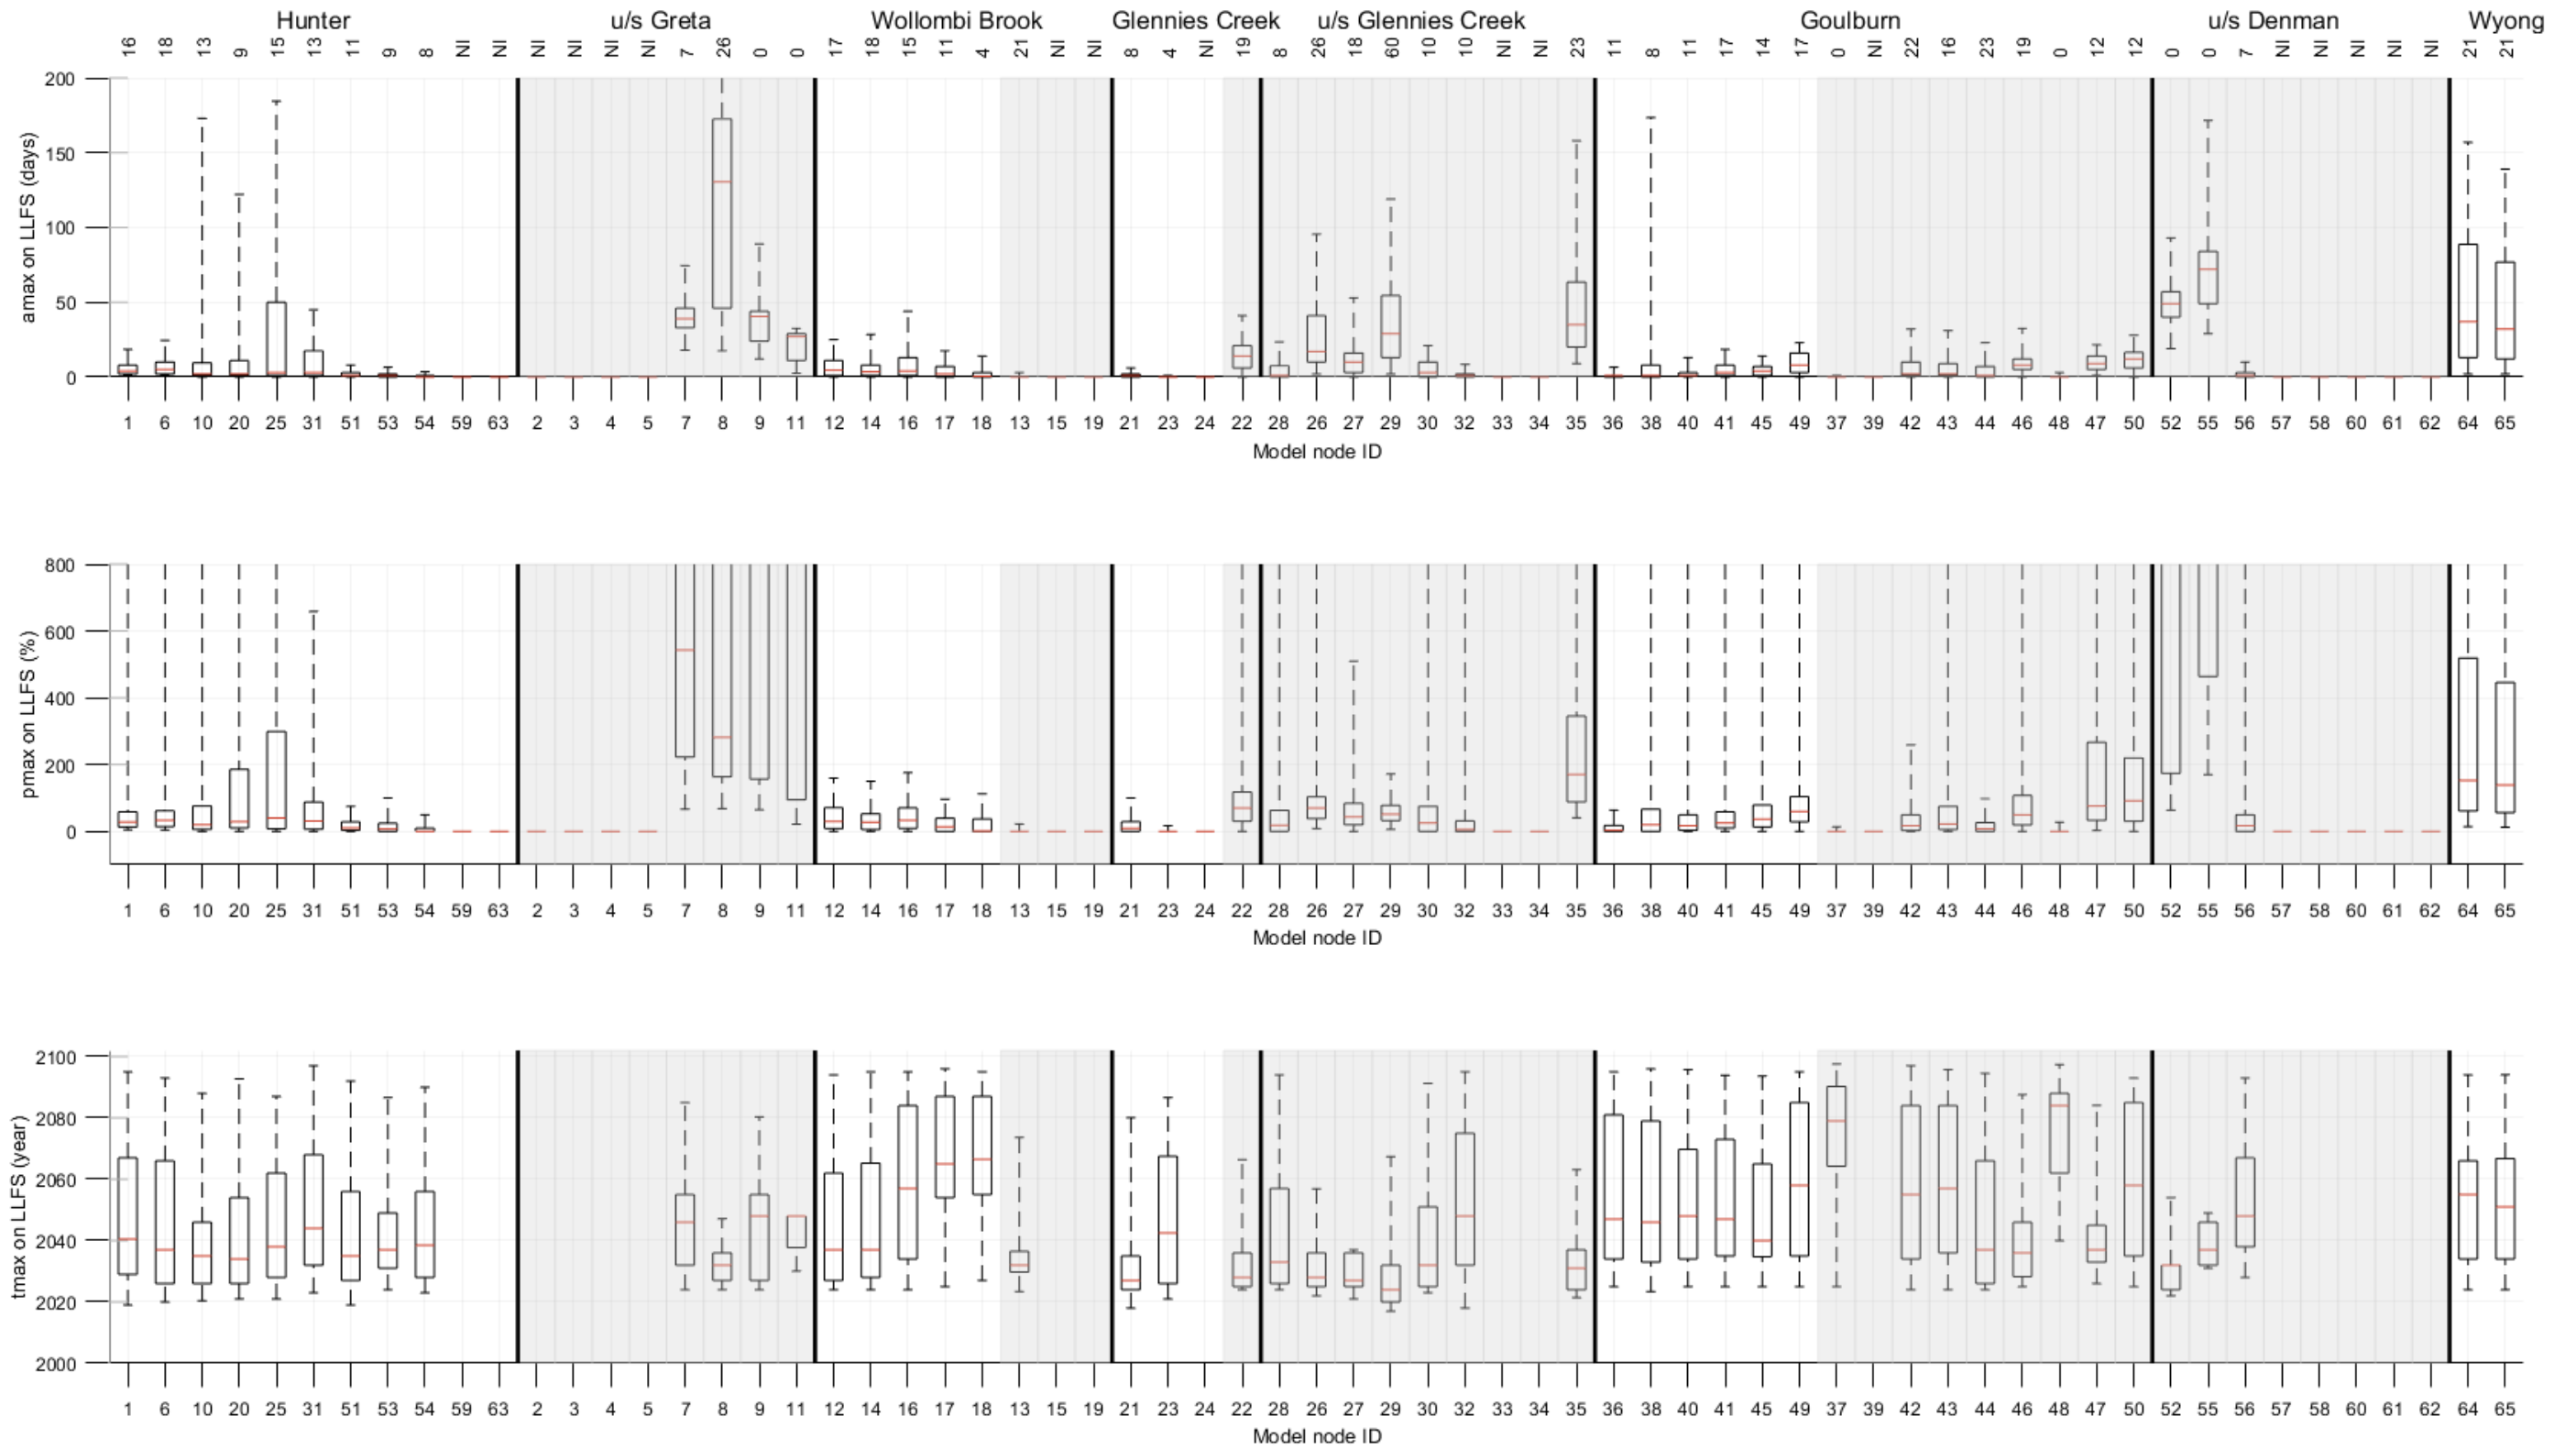 Hunter u/s Greta Wollombi Brook Glennies Creek u/s Glennies Creek Goulburn u/s Denman Wyong
16 18 13 9 15 13 11 9 8 NI NI NI NI NI NI 7 26 0 0 17 18 15 11 4 21 NI NI 8 4 NI 19 8 26 18 60 10 10 NI NI 23 11 8 11 17 14 17 0 NI 22 16 23 19 0 12 12 0 0 7 NI NI NI NI NI 21 21
200
150
100
50
0
amax on LLFS (days)
1 6 10 20 25 31 51 53 54 59 63 2 3 4 5 7 8 9 11 12 14 16 17 18 13 15 19 21 23 24 22 28 26 27 29 30 32 33 34 35 36 38 40 41 45 49 37 39 42 43 44 46 48 47 50 52 55 56 57 58 60 61 62 64 65
Model node ID
800
600
400
200
0
pmax on LLFS (%)
1 6 10 20 25 31 51 53 54 59 63 2 3 4 5 7 8 9 11 12 14 16 17 18 13 15 19 21 23 24 22 28 26 27 29 30 32 33 34 35 36 38 40 41 45 49 37 39 42 43 44 46 48 47 50 52 55 56 57 58 60 61 62 64 65
Model node ID
2100
2080
2060
2040
2020
2000
tmax on LLFS (year)
1 6 10 20 25 31 51 53 54 59 63 2 3 4 5 7 8 9 11 12 14 16 17 18 13 15 19 21 23 24 22 28 26 27 29 30 32 33 34 35 36 38 40 41 45 49 37 39 42 43 44 46 48 47 50 52 55 56 57 58 60 61 62 64 65
Model node ID